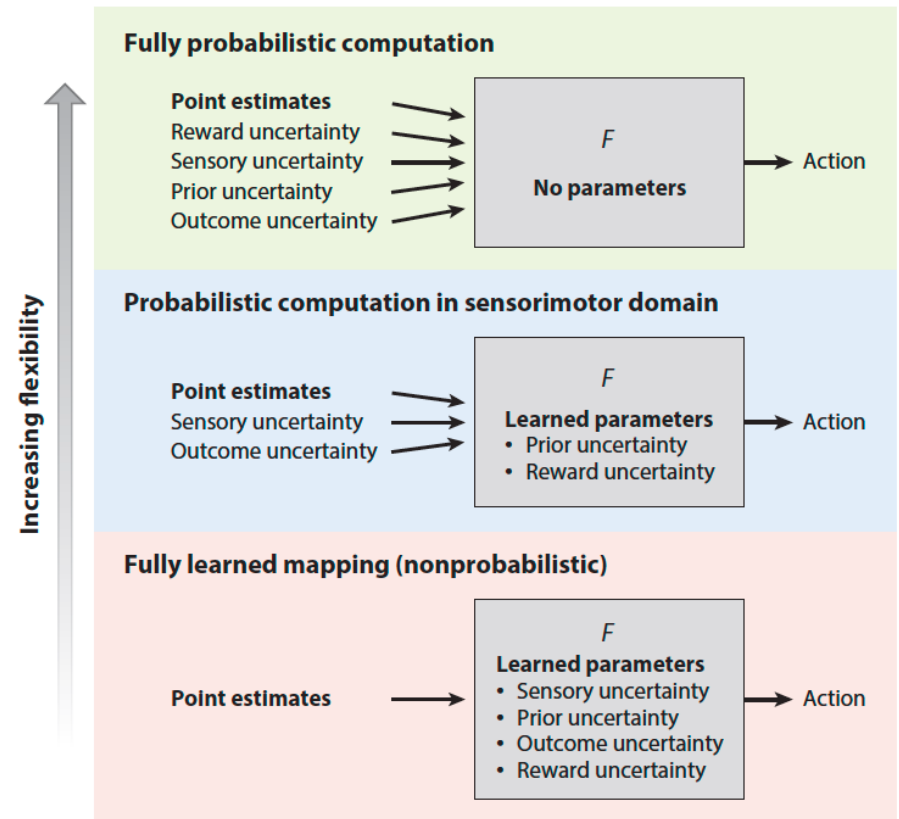 Fully probabilistic computation
Point estimates
Reward uncertainty
Sensory uncertainty
Prior uncertainty
Outcome uncertainty
F
No parameters
Action
Increasing flexibility
Probabilistic computation in sensorimotor domain
Point estimates
Sensory uncertainty
Outcome uncertainty
F
Learned parameters
• Prior uncertainty
• Reward uncertainty
Action
Fully learned mapping (nonprobabilistic)
Point estimates
F
Learned parameters
• Sensory uncertainty
• Prior uncertainty
• Outcome uncertainty
• Reward uncertainty
Action